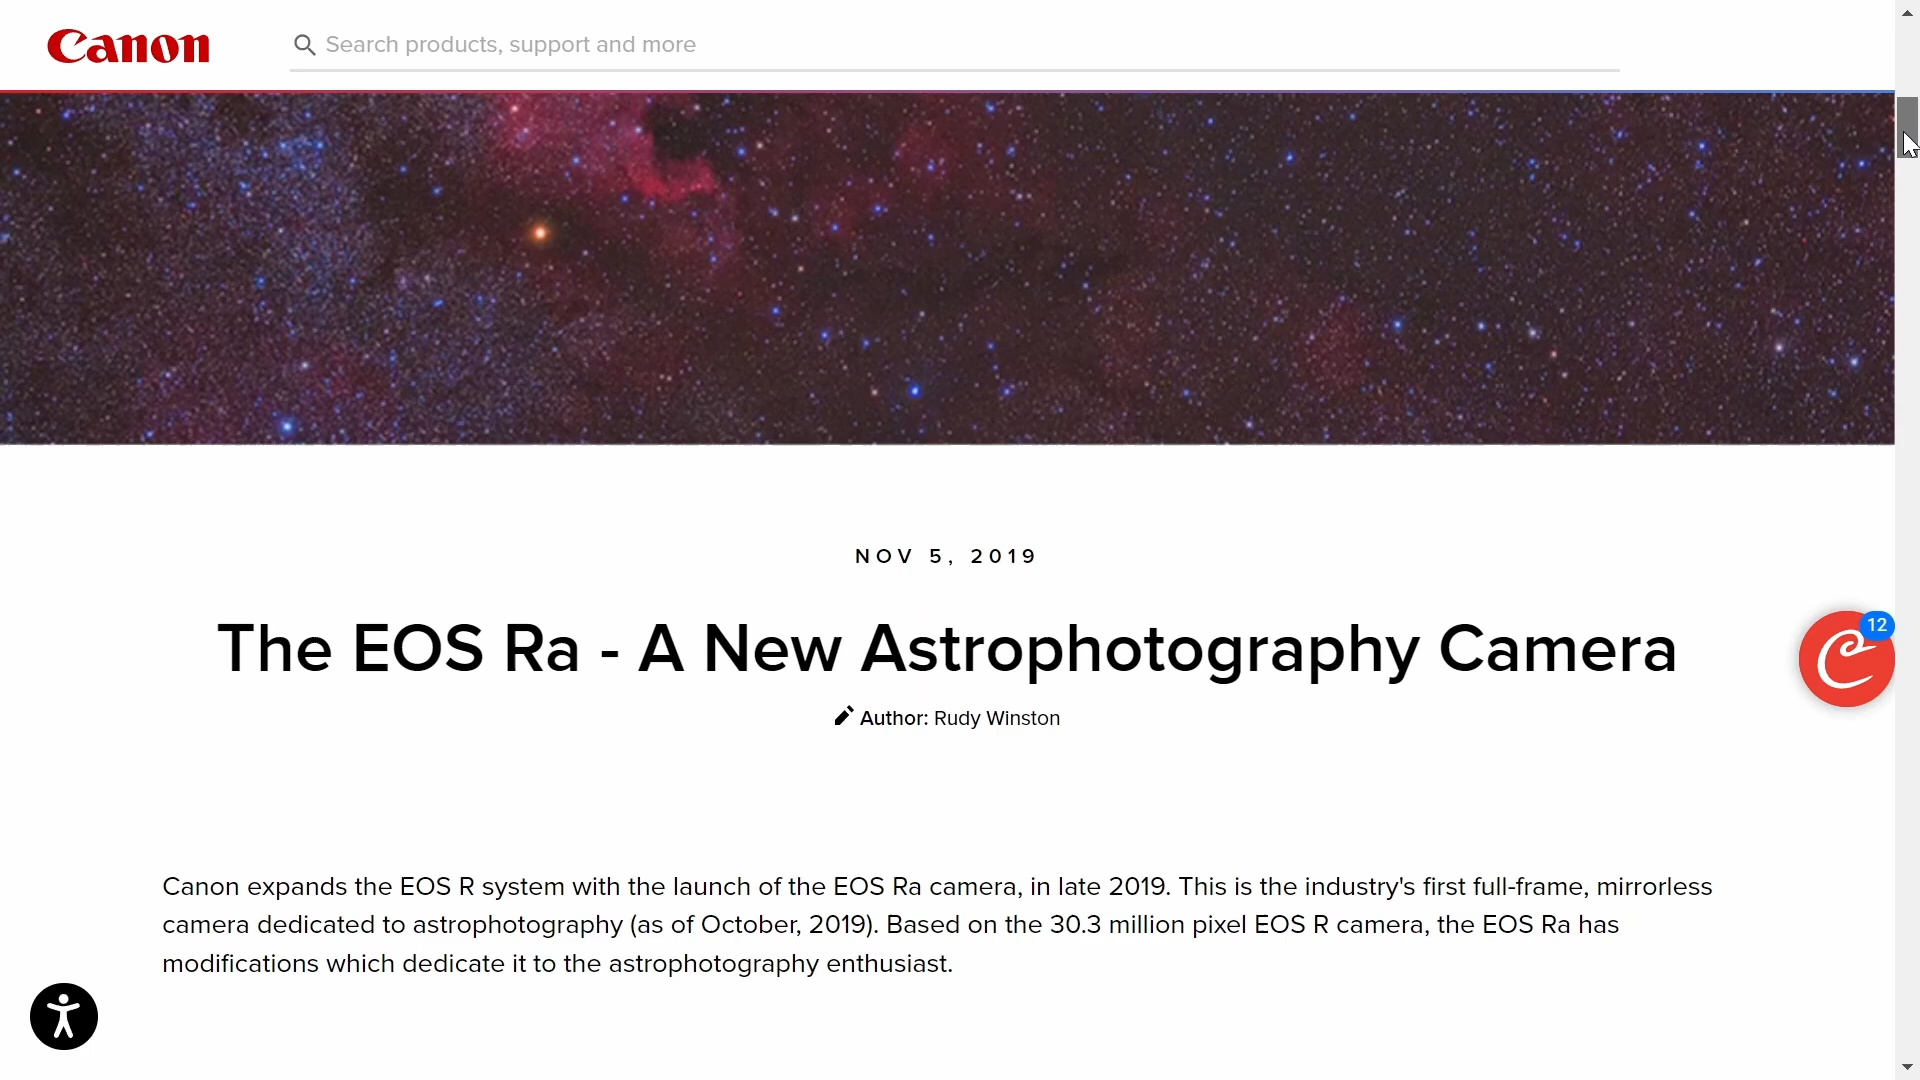 Canon
Search products, support and more
NOV 5, 2019
The EOS Ra - A New Astrophotography Camera
Author: Rudy Winston
12
Canon expands the EOS R system with the launch of the EOS Ra camera, in late 2019. This is the industry's first full-frame, mirrorless
camera dedicated to astrophotography (as of October, 2019). Based on the 30.3 million pixel EOS R camera, the EOS Ra has
modifications which dedicate it to the astrophotography enthusiast.